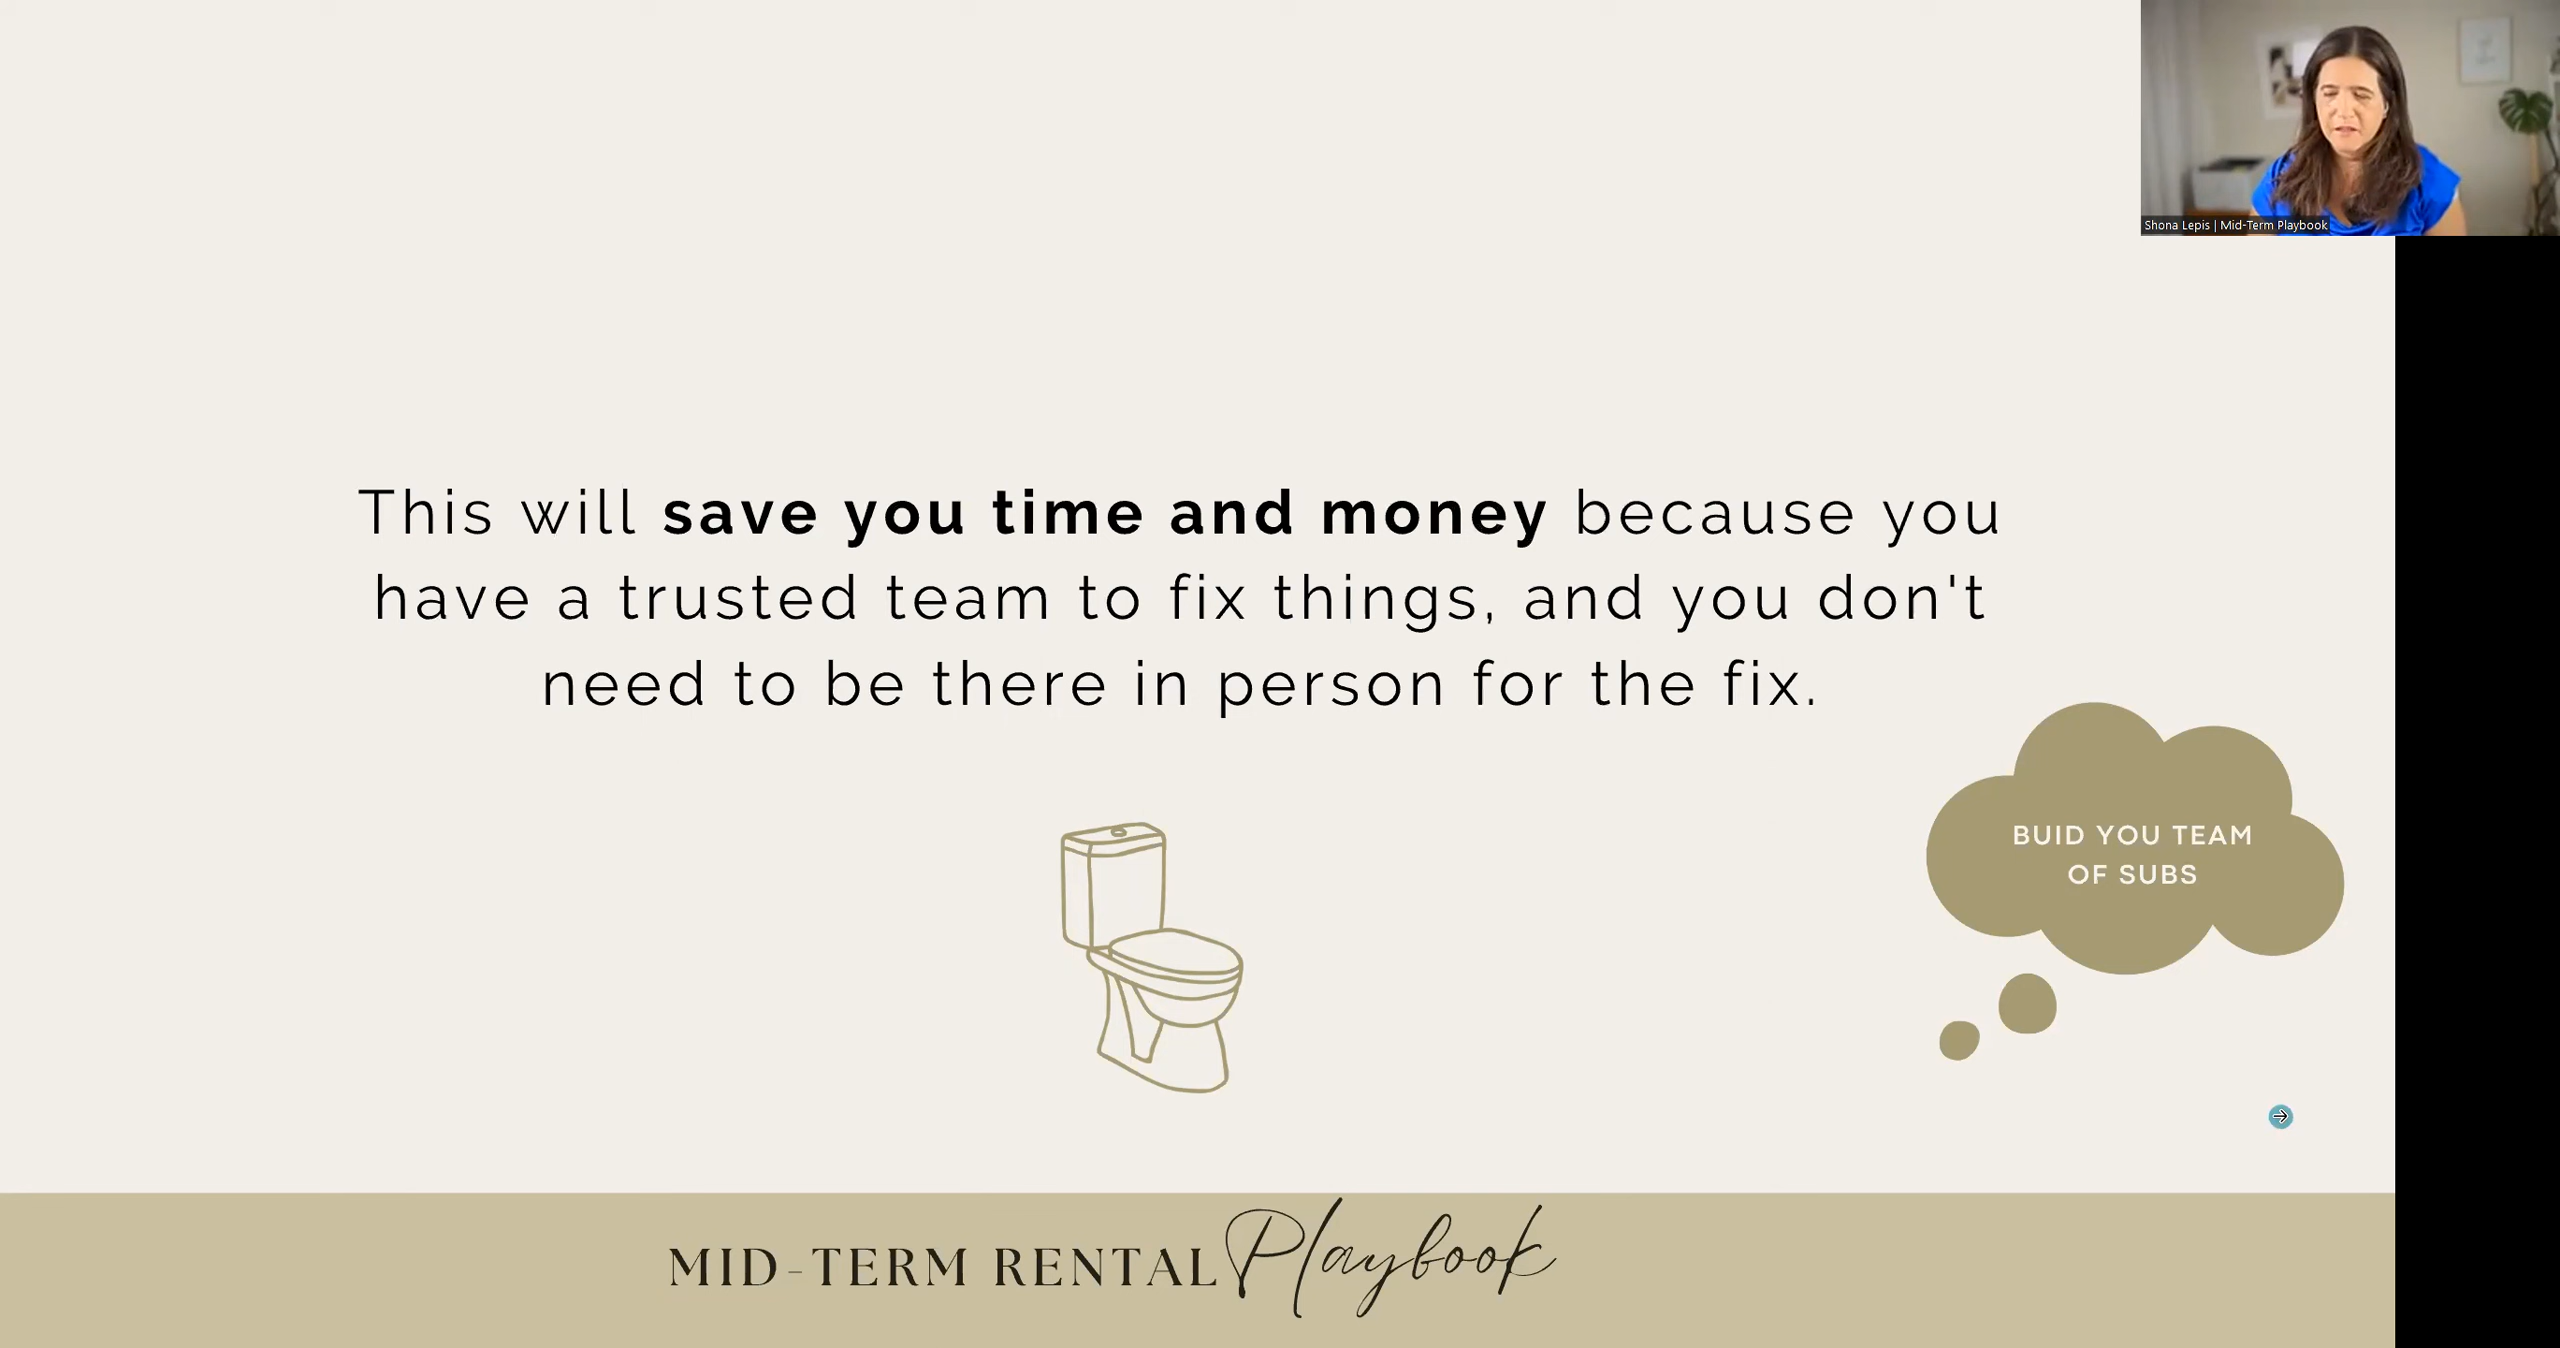 Shona Lepis | Mid-Term Playbook
This will save you time and money because you
have a trusted team to fix things, and you don't
need to be there in person for the fix.
BUID YOU TEAM
OF SUBS
MID-TERM RENTAL Playbook